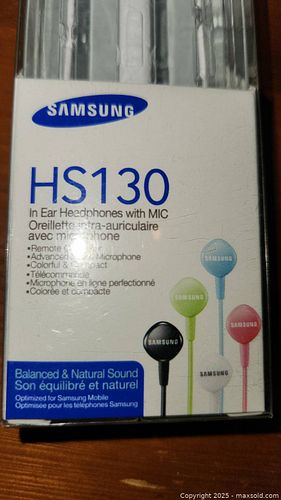 SAMSUNG
HS130
In Ear Headphones with MIC
Oreillette intra-auriculaire
avec microphone
•Remote
•Advanced Microphone
•Colorful & Compact
•Télécommande
•Microphone en ligne perfectionné
•Colorée et compacte
SAMSUNG
SAMSUNG
SAMSUNG
SAMSUNG
SAMSUNG
Balanced & Natural Sound
Son équilibré et naturel
Optimized for Samsung Mobile
Optimisée pour les téléphones Samsung
Copyright © 2025 - maxsold.com